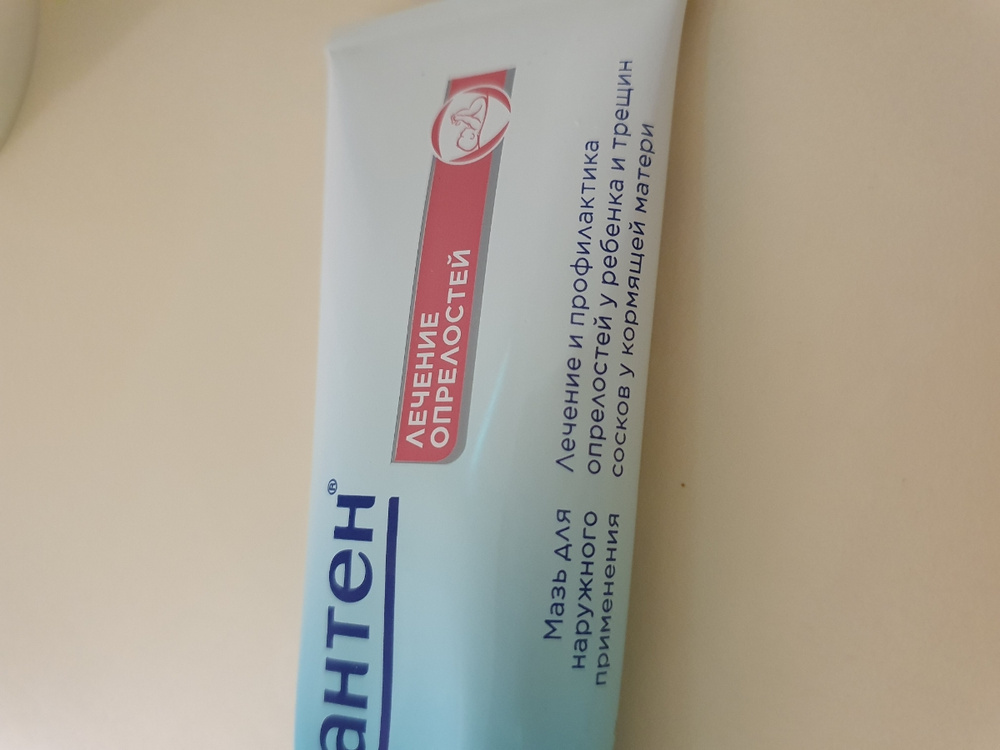 антен®
ЛЕЧЕНИЕ
ОПРЕЛОСТЕЙ
Мазь для
наружного
применения
Лечение и профилактика
опрелостей у ребенка и трещин
сосков у кормящей матери